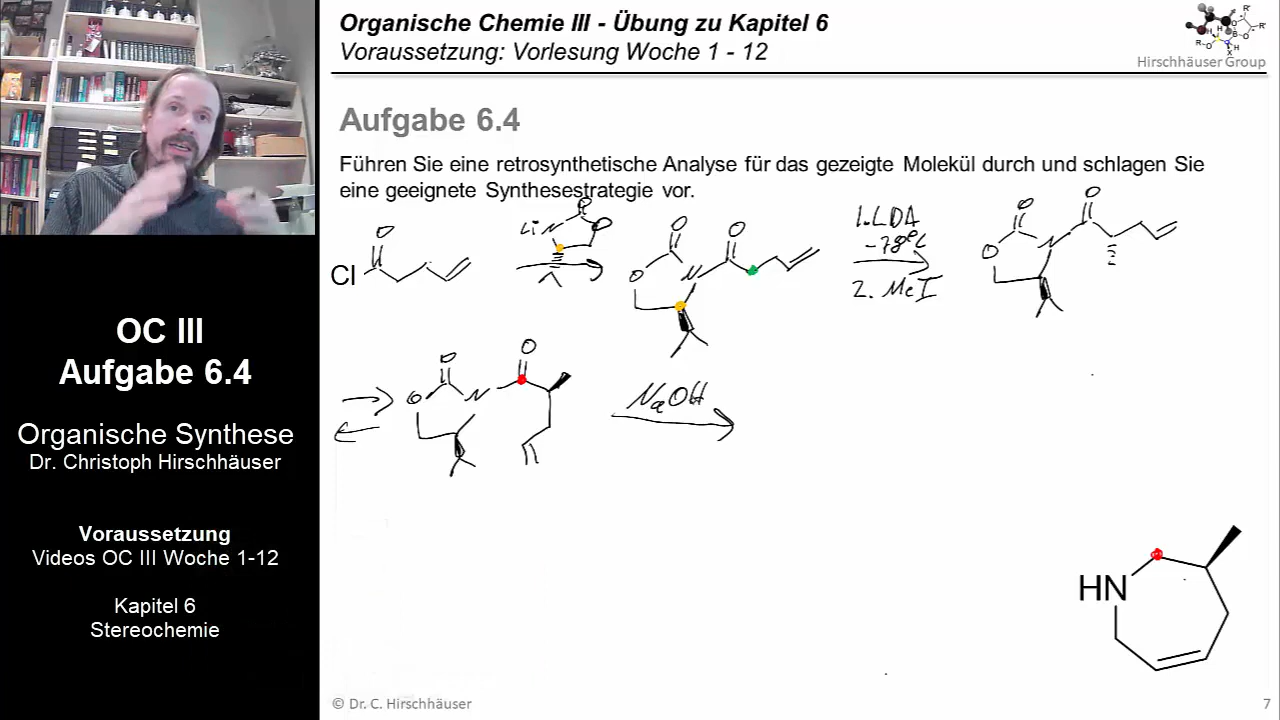 Organische Chemie III - Übung zu Kapitel 6
Voraussetzung: Vorlesung Woche 1 - 12
Hirschhäuser Group
Aufgabe 6.4
Führen Sie eine retrosynthetische Analyse für das gezeigte Molekül durch und schlagen Sie
eine geeignete Synthesestrategie vor.
Cl
O
Li N
O
O
O
O
N
O
1. LDA
-78°C
2. MeI
O
O
N
O
O
O
N
O
NaOH
HN
OC III
Aufgabe 6.4
Organische Synthese
Dr. Christoph Hirschhäuser
Voraussetzung
Videos OC III Woche 1-12
Kapitel 6
Stereochemie
© Dr. C. Hirschhäuser
7